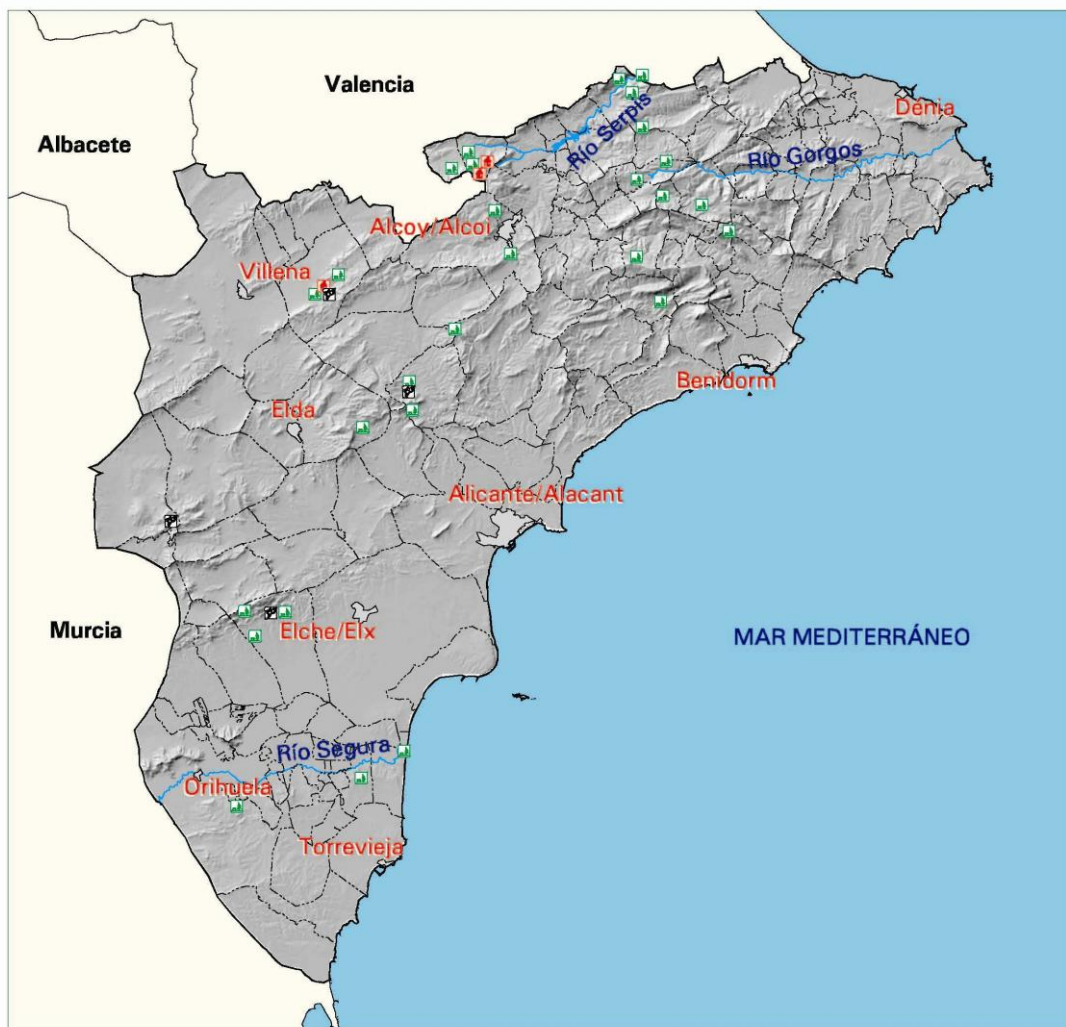 Valencia
Albacete
Dénia
Río Serpis
Río Gorgos
Alcoy/Alcoi
Villena
Benidorm
Elda
Alicante/Alacant
Murcia
Elche/Elx
MAR MEDITERRÁNEO
Río Segura
Orihuela
Torrevieja